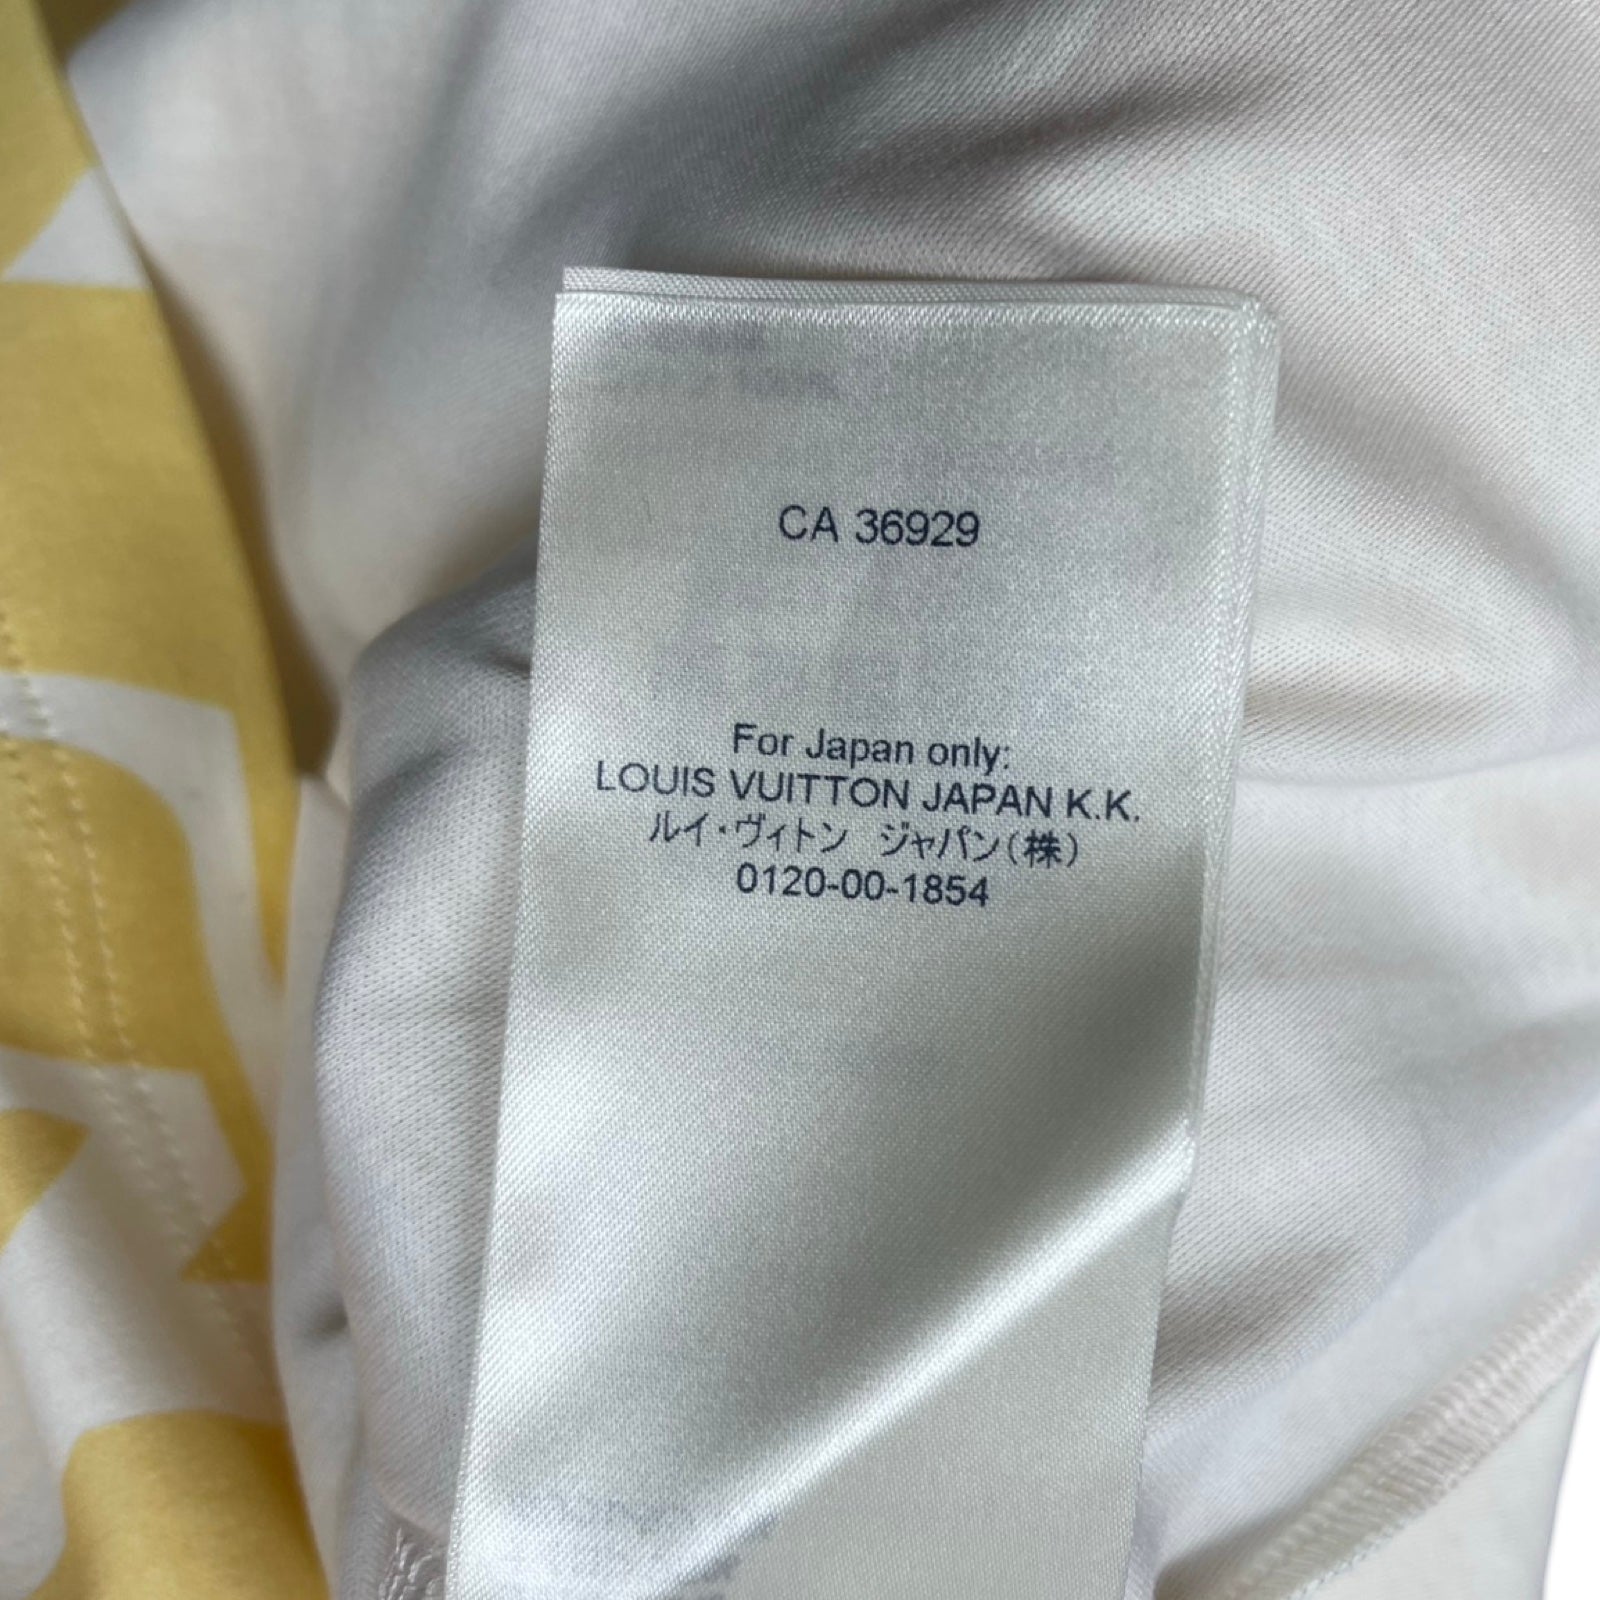 CA 36929
For Japan only:
LOUIS VUITTON JAPAN K.K.
ルイ・ヴィトン　ジャパン(株)
0120-00-1854